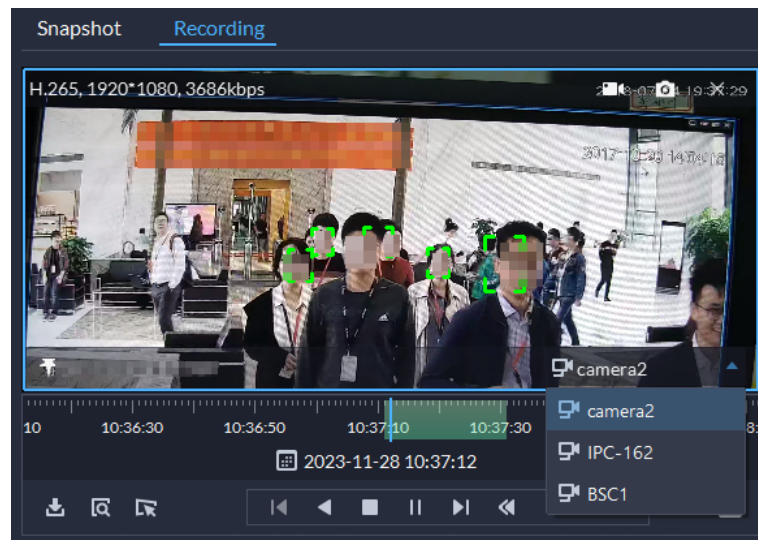 Snapshot Recording
H.265, 1920*1080, 3686kbps
camera2
10 10:36:30 10:36:50 10:37:10 10:37:30
camera2
2023-11-28 10:37:12
IPC-162
BSC1